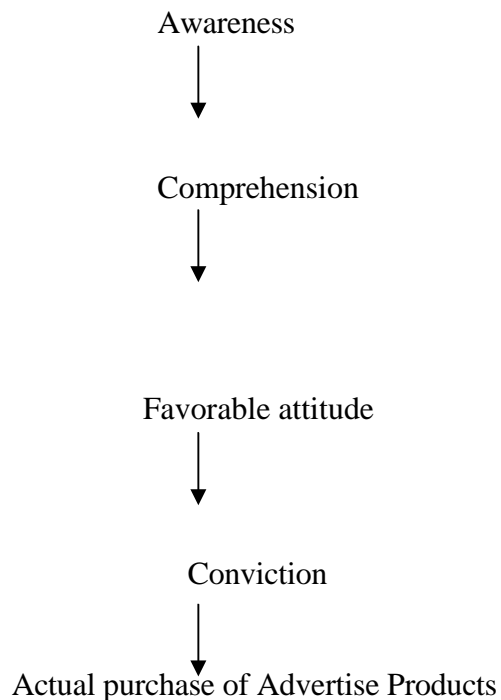 Awareness
Comprehension
Favorable attitude
Conviction
Actual purchase of Advertise Products